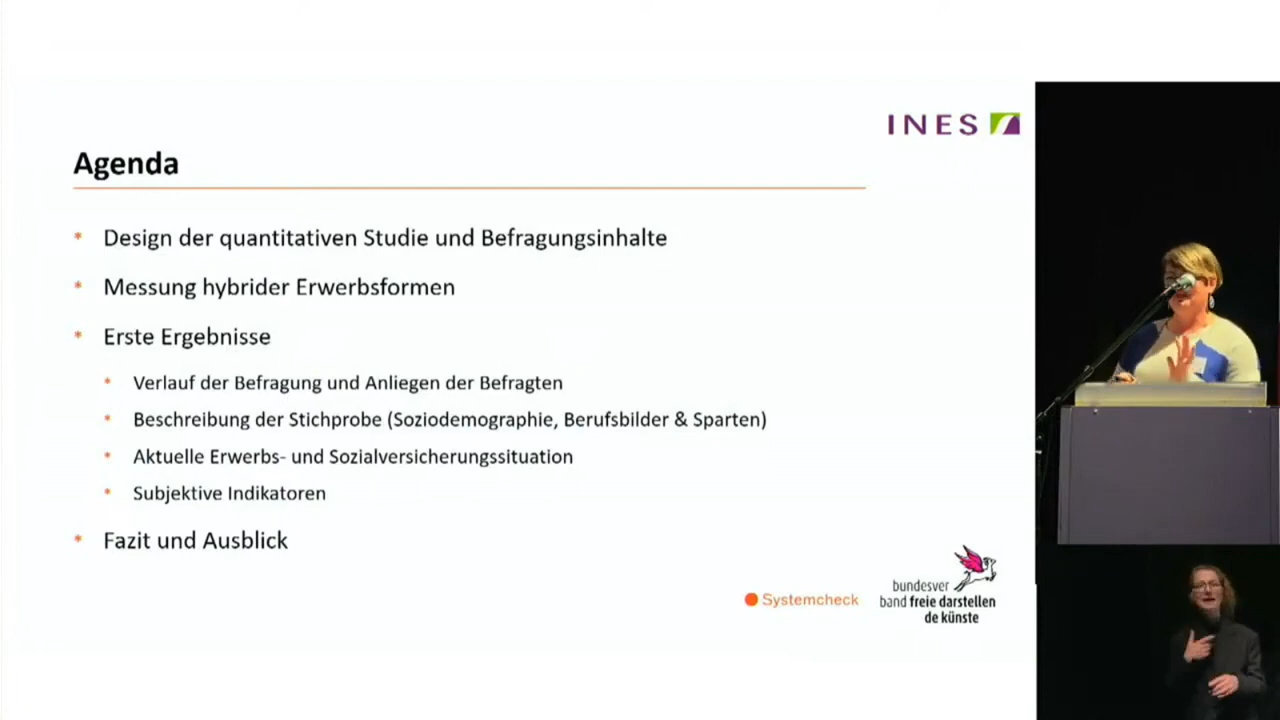 INES
Agenda
* Design der quantitativen Studie und Befragungsinhalte
* Messung hybrider Erwerbsformen
* Erste Ergebnisse
* Verlauf der Befragung und Anliegen der Befragten
* Beschreibung der Stichprobe (Soziodemographie, Berufsbilder & Sparten)
* Aktuelle Erwerbs- und Sozialversicherungssituation
* Subjektive Indikatoren
* Fazit und Ausblick
Systemcheck
bundesver
band freie darstellen
de künste